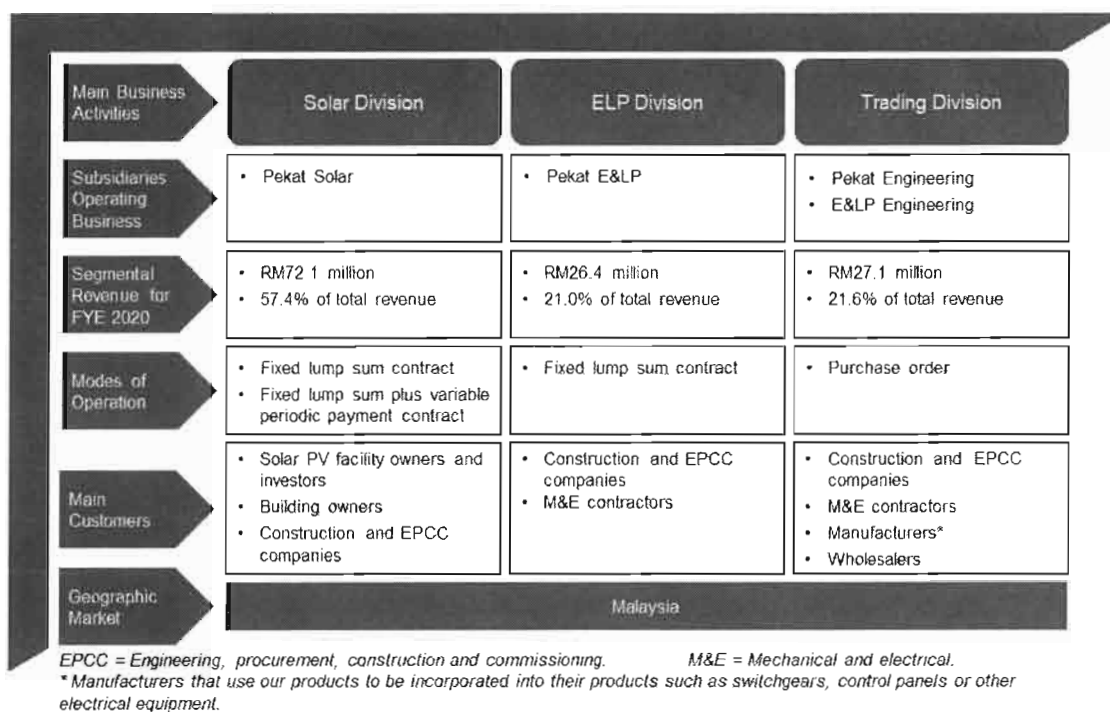 Main Business
Activities
Solar Division
ELP Division
Trading Division
Subsidiaries
Operating
Business
• Pekat Solar
• Pekat E&LP
• Pekat Engineering
• E&LP Engineering
Segmental
Revenue for
FYE 2020
• RM72 1 million
• 57.4% of total revenue
• RM26.4 million
• 21.0% of total revenue
• RM27.1 million
• 21.6% of total revenue
Modes of
Operation
• Fixed lump sum contract
• Fixed lump sum plus variable
periodic payment contract
• Fixed lump sum contract
• Purchase order
Main
Customers
• Solar PV facility owners and
investors
• Building owners
• Construction and EPCC
companies
• Construction and EPCC
companies
• M&E contractors
• Construction and EPCC
companies
• M&E contractors
• Manufacturers*
• Wholesalers
Geographic
Market
Malaysia
EPCC = Engineering, procurement, construction and commissioning. M&E = Mechanical and electrical.
* Manufacturers that use our products to be incorporated into their products such as switchgears, control panels or other
electrical equipment.